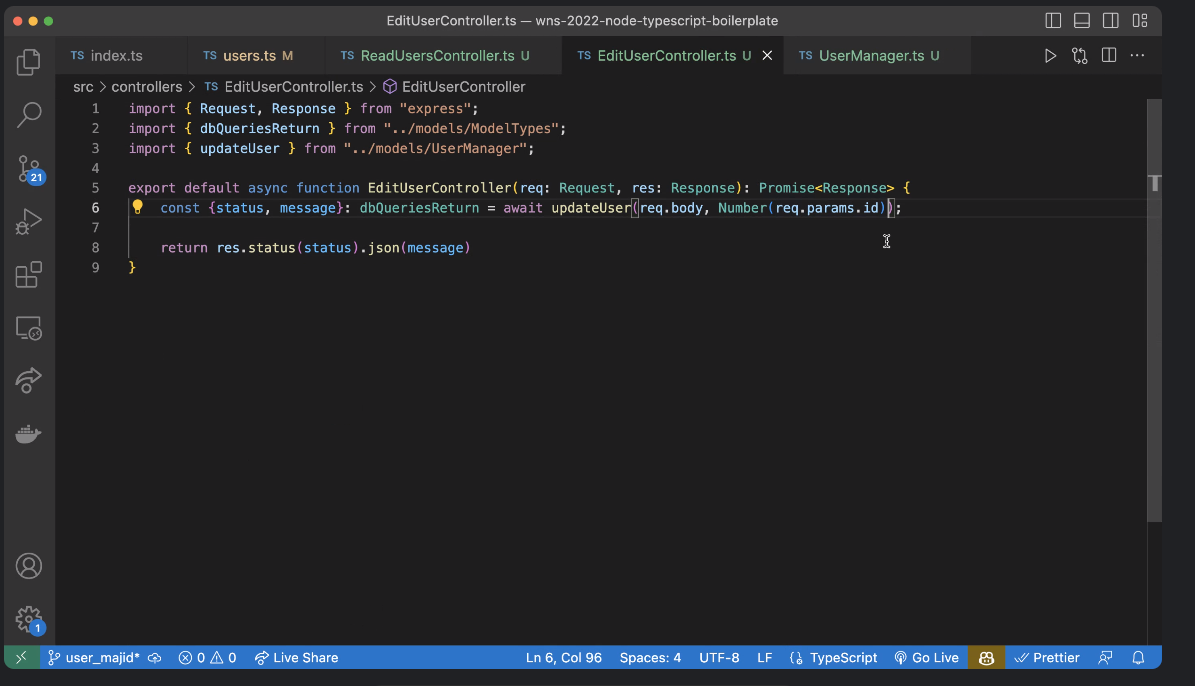 EditUserController.ts — wns-2022-node-typescript-boilerplate
TS index.ts
TS users.ts M
TS ReadUsersController.ts U
TS EditUserController.ts U
TS UserManager.ts U
src > controllers > TS EditUserController.ts > EditUserController
1 import { Request, Response } from "express";
2 import { dbQueriesReturn } from "../models/ModelTypes";
3 import { updateUser } from "../models/UserManager";
4
5 export default async function EditUserController(req: Request, res: Response): Promise<Response> {
6 const {status, message}: dbQueriesReturn = await updateUser(req.body, Number(req.params.id));
7
8 return res.status(status).json(message)
9 }
21
1
user_majid* 0 0 Live Share Ln 6, Col 96 Spaces: 4 UTF-8 LF TypeScript Go Live Prettier